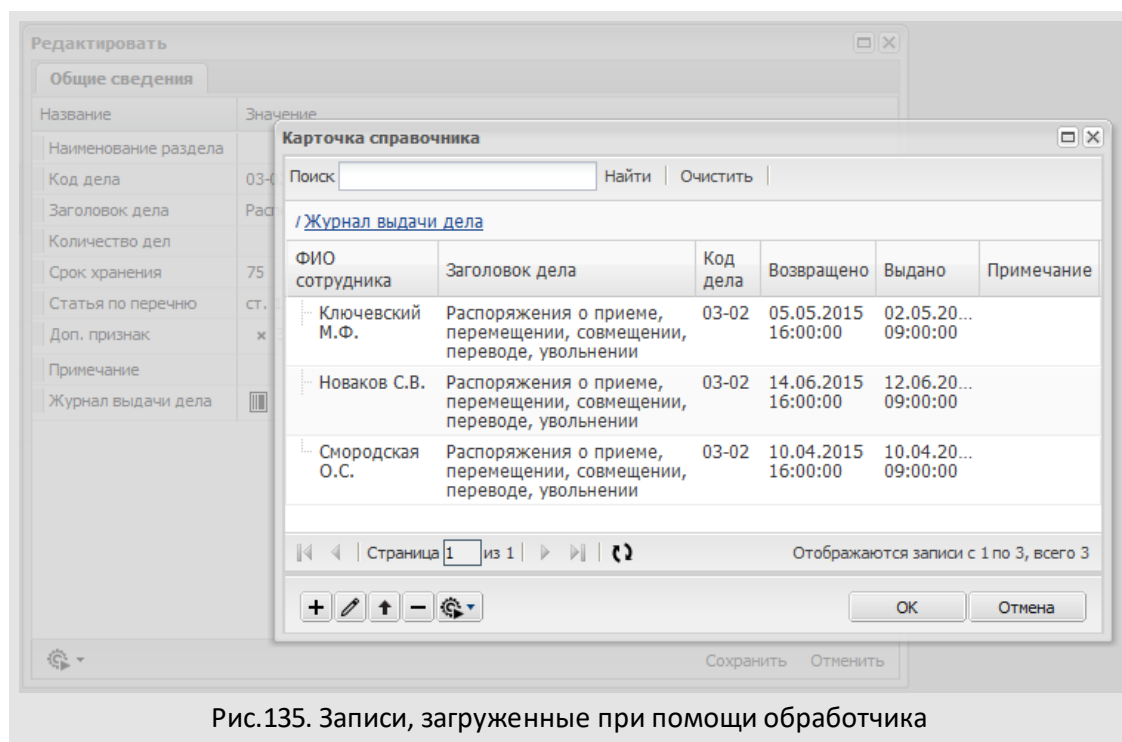 Редактировать
Общие сведения
Название Значение
Наименование раздела
Код дела 03-0
Заголовок дела Расп
Количество дел
Срок хранения 75
Статья по перечню ст.
Доп. признак
Примечание
Журнал выдачи дела
Карточка справочника
Поиск Найти Очистить
/ Журнал выдачи дела
ФИО сотрудника Заголовок дела Код дела Возвращено Выдано Примечание
Ключевский Распоряжения о приеме, 03-02 05.05.2015 02.05.20...
М.Ф. перемещении, совмещении, 16:00:00 09:00:00
переводе, увольнении
Новаков С.В. Распоряжения о приеме, 03-02 14.06.2015 12.06.20...
перемещении, совмещении, 16:00:00 09:00:00
переводе, увольнении
Смородская Распоряжения о приеме, 03-02 10.04.2015 10.04.20...
О.С. перемещении, совмещении, 16:00:00 09:00:00
переводе, увольнении
Страница 1 из 1 Отображаются записи с 1 по 3, всего 3
ОК Отмена
Сохранить Отменить
Рис.135. Записи, загруженные при помощи обработчика